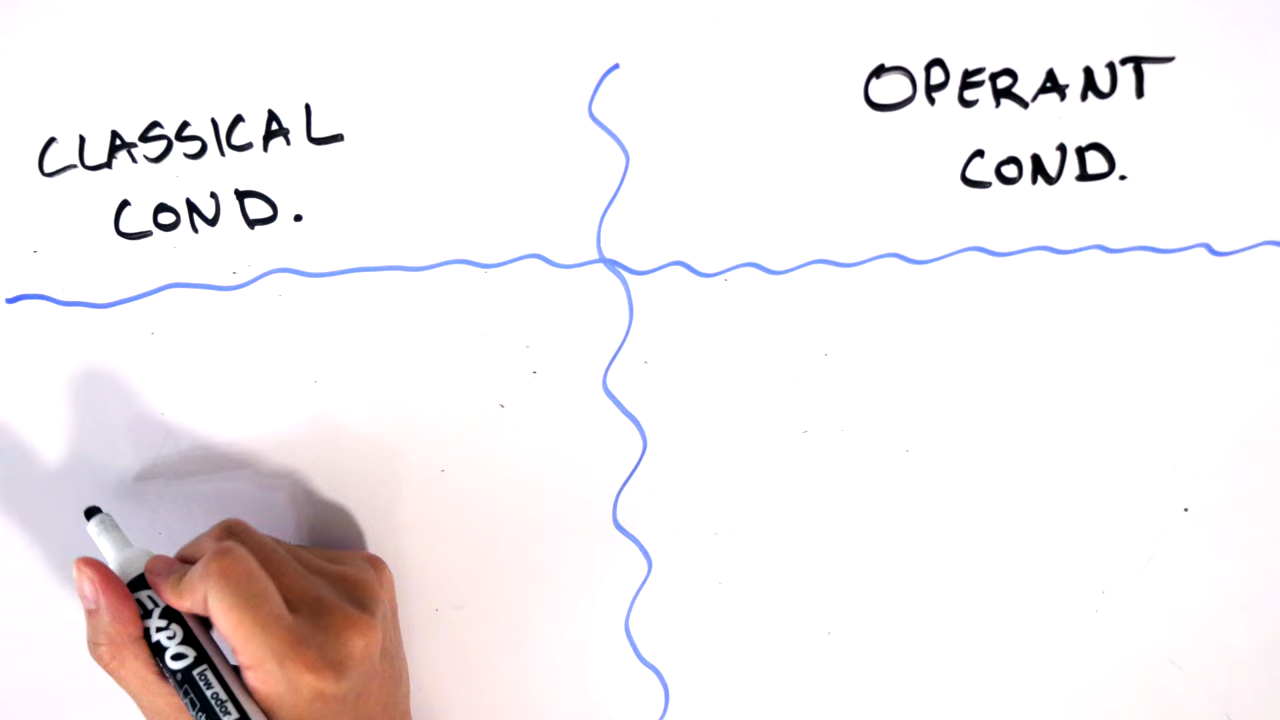 CLASSICAL
COND.
OPERANT
COND.
EXPO
low odor